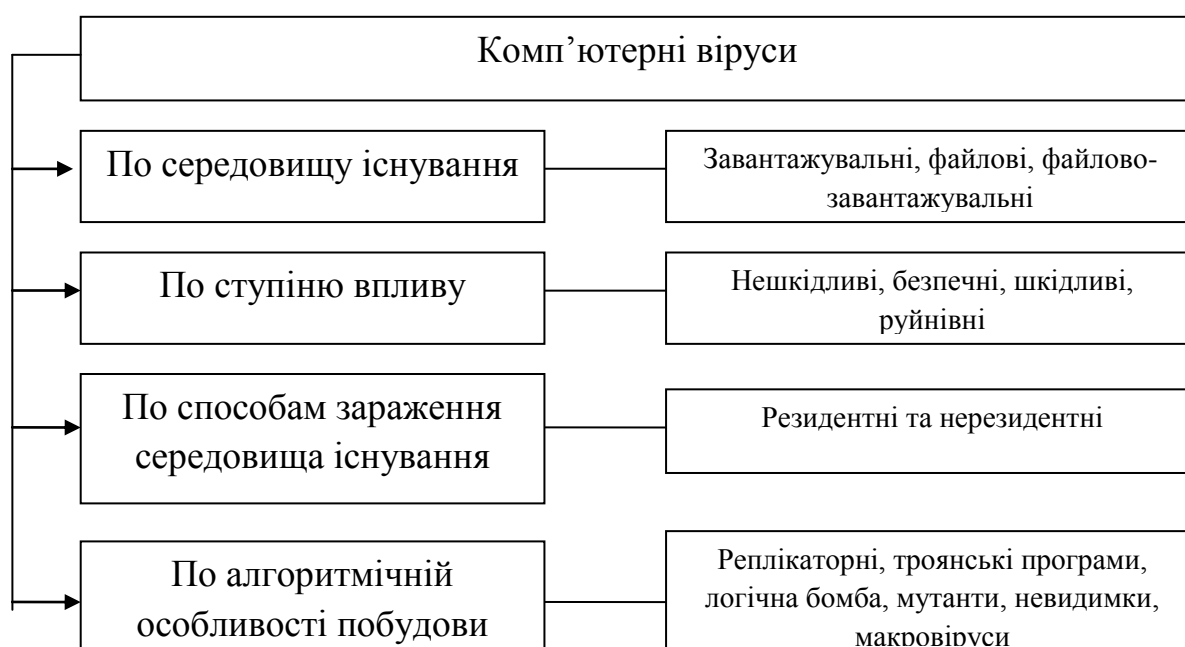 Комп’ютерні віруси
По середовищу існування
Завантажувальні, файлові, файлово-
завантажувальні
По ступіню впливу
Нешкідливі, безпечні, шкідливі,
руйнівні
По способам зараження
середовища існування
Резидентні та нерезидентні
По алгоритмічній
особливості побудови
Реплікаторні, троянські програми,
логічна бомба, мутанти, невидимки,
макровіруси